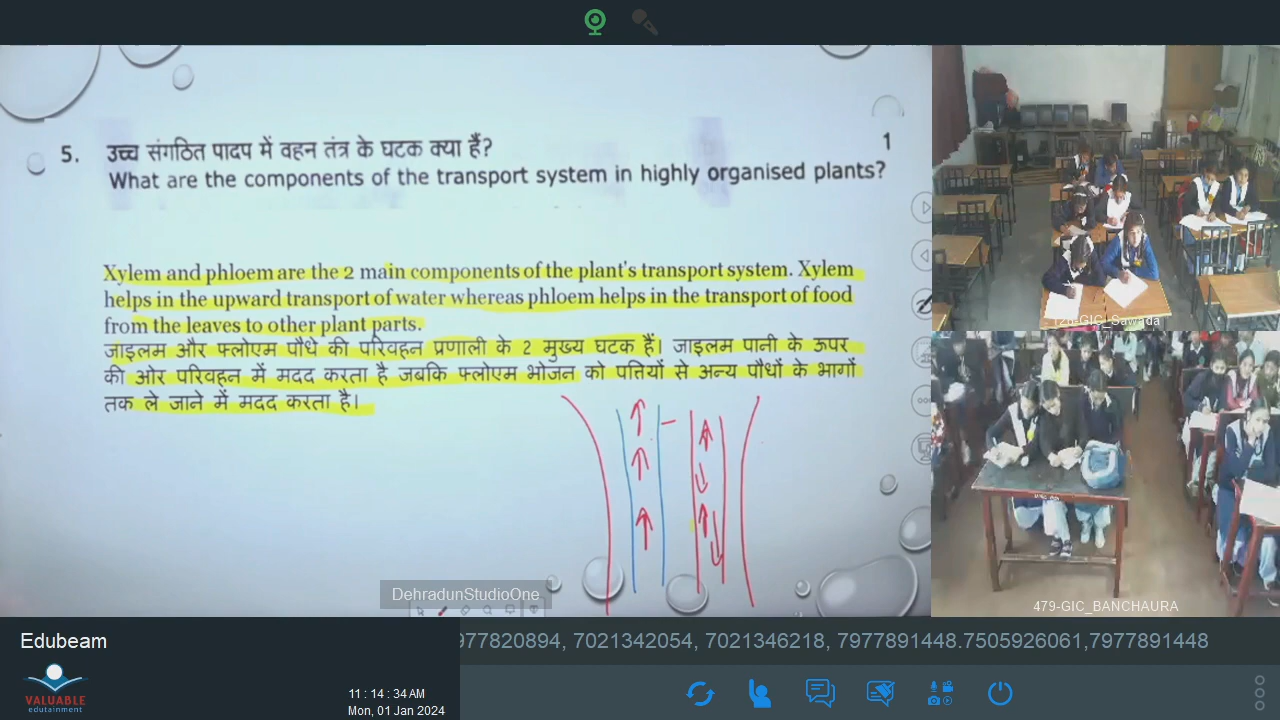 5. उच्च संगठित पादप में वहन तंत्र के घटक क्या हैं? 1
What are the components of the transport system in highly organised plants?
Xylem and phloem are the 2 main components of the plant's transport system. Xylem
helps in the upward transport of water whereas phloem helps in the transport of food
from the leaves to other plant parts.
जाइलम और फ्लोएम पौधे की परिवहन प्रणाली के 2 मुख्य घटक हैं। जाइलम पानी के ऊपर
की ओर परिवहन में मदद करता है जबकि फ्लोएम भोजन को पत्तियों से अन्य पौधों के भागों
तक ले जाने में मदद करता है।
DehradunStudioOne
GIC_Sawada
479-GIC_BANCHAURA
Edubeam
7977820894, 7021342054, 7021346218, 7977891448.7505926061,7977891448
VALUABLE
edutainment
11 : 14 : 34 AM
Mon, 01 Jan 2024